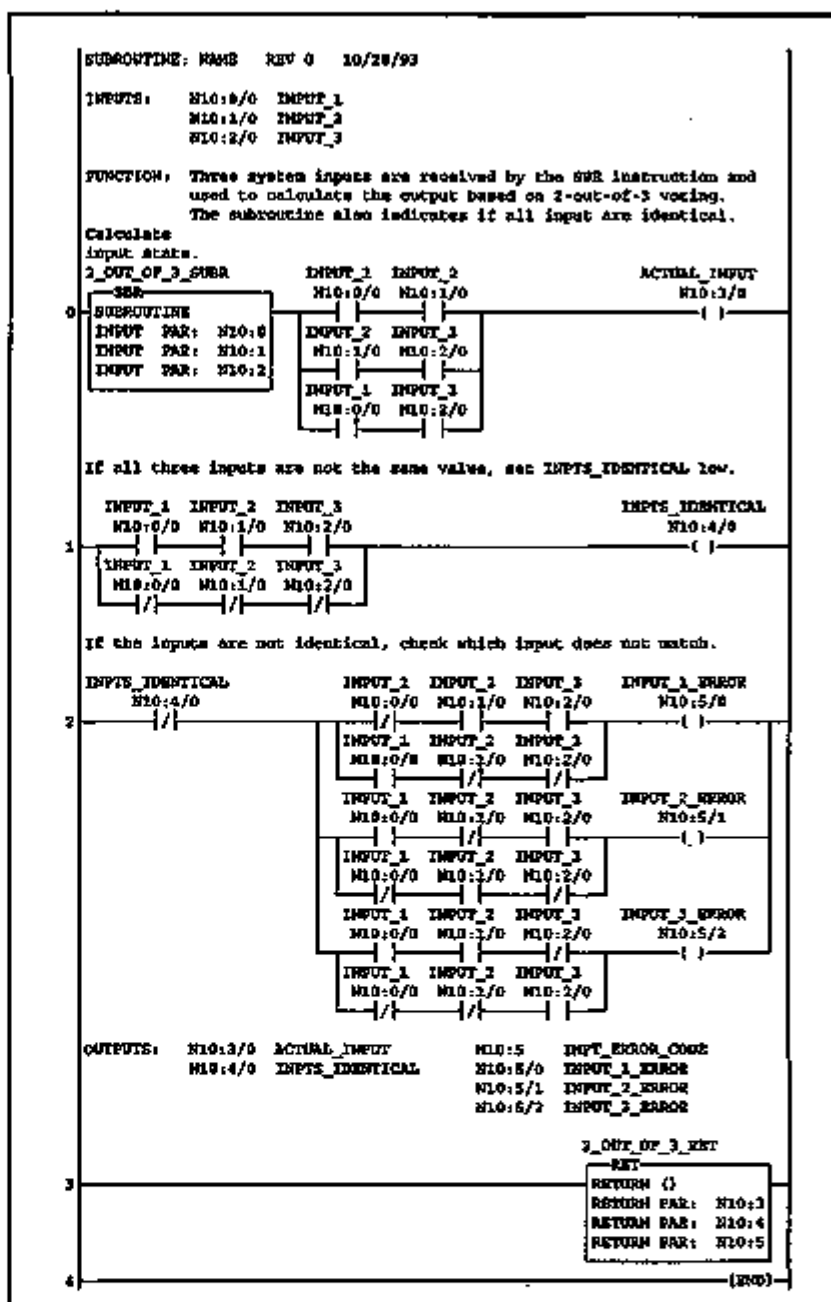 SUBROUTINE: NAME REV 0 10/28/93
INPUTS: N10:0/0 INPUT_1
N10:1/0 INPUT_2
N10:2/0 INPUT_3
FUNCTION: Three system inputs are received by the SBR instruction and
used to calculate the output based on 2-out-of-3 voting.
The subroutine also indicates if all input are identical.
Calculate
input state.
2_OUT_OF_3_SUBR INPUT_1 INPUT_2 ACTUAL_INPUT
SBR N10:0/0 N10:1/0 N10:3/0
0 SUBROUTINE
INPUT PAR: N10:0 INPUT_2 INPUT_3
INPUT PAR: N10:1 N10:1/0 N10:2/0
INPUT PAR: N10:2
INPUT_1 INPUT_3
N10:0/0 N10:2/0
If all three inputs are not the same value, set INPTS_IDENTICAL low.
INPUT_1 INPUT_2 INPUT_3 INPTS_IDENTICAL
N10:0/0 N10:1/0 N10:2/0 N10:4/0
1
INPUT_1 INPUT_2 INPUT_3
N10:0/0 N10:1/0 N10:2/0
If the inputs are not identical, check which input does not match.
INPTS_IDENTICAL INPUT_1 INPUT_2 INPUT_3 INPUT_1_ERROR
N10:4/0 N10:0/0 N10:1/0 N10:2/0 N10:5/0
2
INPUT_1 INPUT_2 INPUT_3
N10:0/0 N10:1/0 N10:2/0
INPUT_1 INPUT_2 INPUT_3 INPUT_2_ERROR
N10:0/0 N10:1/0 N10:2/0 N10:5/1
INPUT_1 INPUT_2 INPUT_3
N10:0/0 N10:1/0 N10:2/0
INPUT_1 INPUT_2 INPUT_3 INPUT_3_ERROR
N10:0/0 N10:1/0 N10:2/0 N10:5/2
INPUT_1 INPUT_2 INPUT_3
N10:0/0 N10:1/0 N10:2/0
OUTPUTS: N10:3/0 ACTUAL_INPUT N10:5 INPT_ERROR_CODE
N10:4/0 INPTS_IDENTICAL N10:5/0 INPUT_1_ERROR
N10:5/1 INPUT_2_ERROR
N10:5/2 INPUT_3_ERROR
2_OUT_OF_3_RET
RET
3 RETURN ()
RETURN PAR: N10:3
RETURN PAR: N10:4
RETURN PAR: N10:5
4 (END)